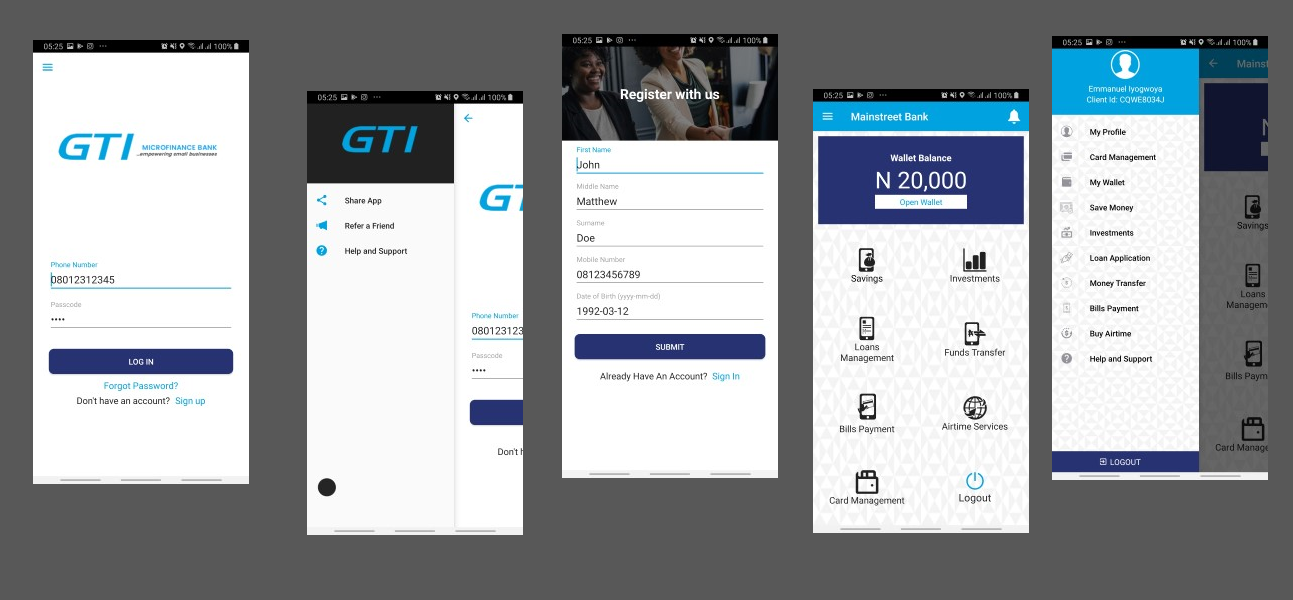 05:25 100%
GTI MICROFINANCE BANK
...empowering small businesses
Phone Number
08012312345
Passcode
••••
LOG IN
Forgot Password?
Don't have an account? Sign up
05:25 100%
GTI
Share App
Refer a Friend
Help and Support
GT
Phone Number
080123123
Passcode
••••
Don't h
05:25 100%
Register with us
First Name
John
Middle Name
Matthew
Surname
Doe
Mobile Number
08123456789
Date of Birth (yyyy-mm-dd)
1992-03-12
SUBMIT
Already Have An Account? Sign In
05:25 100%
Mainstreet Bank
Wallet Balance
N 20,000
Open Wallet
Savings
Investments
Loans
Management
Funds Transfer
Bills Payment
Airtime Services
Card Management
Logout
05:25 100%
Emmanuel Iyogwoya
Client Id: CQWE8034J
My Profile
Card Management
My Wallet
Save Money
Investments
Loan Application
Money Transfer
Bills Payment
Buy Airtime
Help and Support
LOGOUT
Mainst
N
Savings
Loans
Managem
Bills Paym
Card Manage